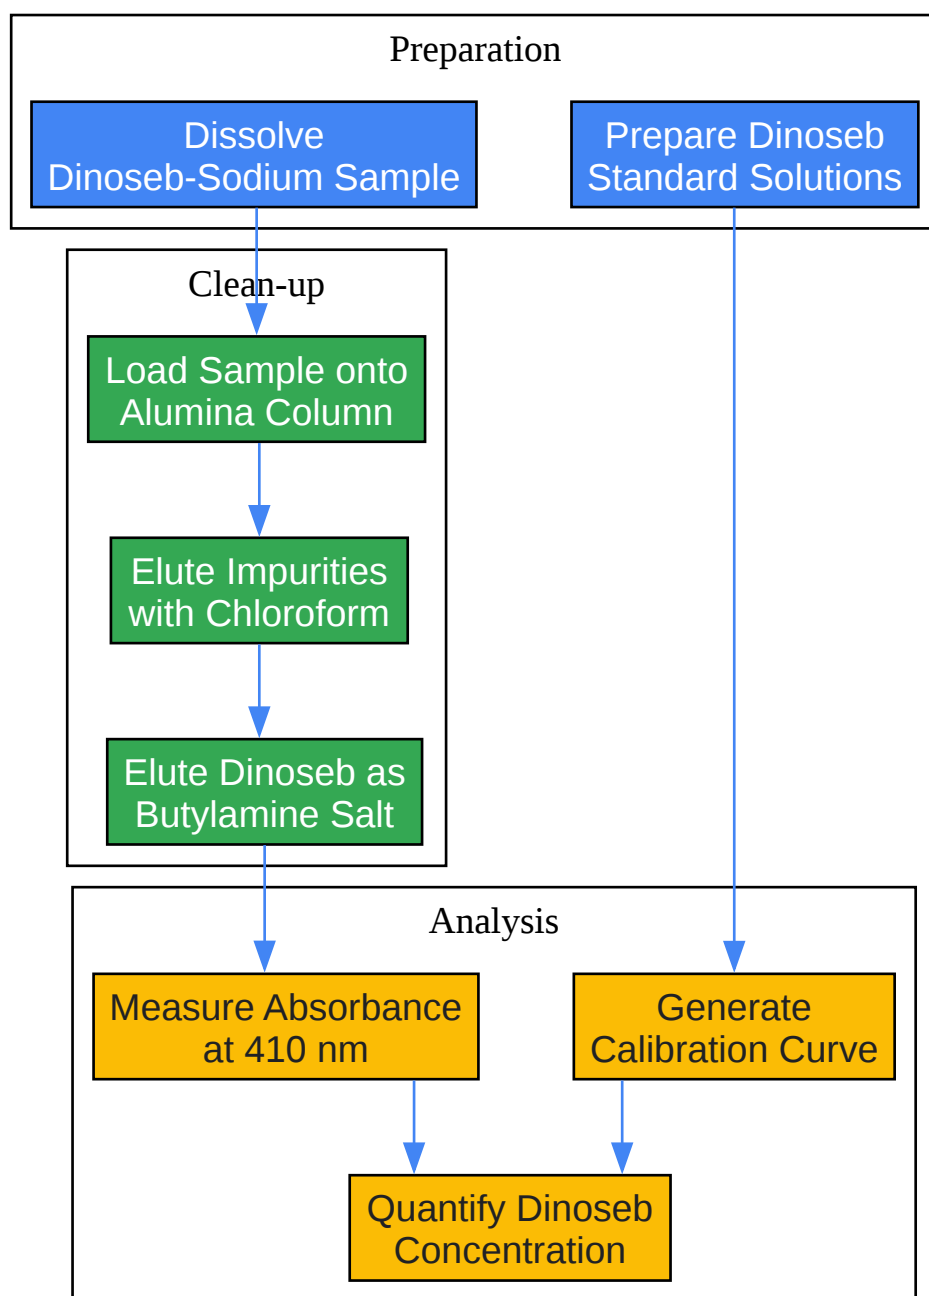 Preparation
Dissolve
Dinoseb-Sodium Sample
Prepare Dinoseb
Standard Solutions
Clean-up
Load Sample onto
Alumina Column
Elute Impurities
with Chloroform
Elute Dinoseb as
Butylamine Salt
Analysis
Measure Absorbance
at 410 nm
Generate
Calibration Curve
Quantify Dinoseb
Concentration